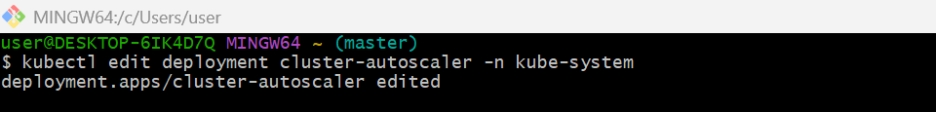 MINGW64:/c/Users/user
user@DESKTOP-6IK4D7Q MINGW64 ~ (master)
$ kubectl edit deployment cluster-autoscaler -n kube-system
deployment.apps/cluster-autoscaler edited